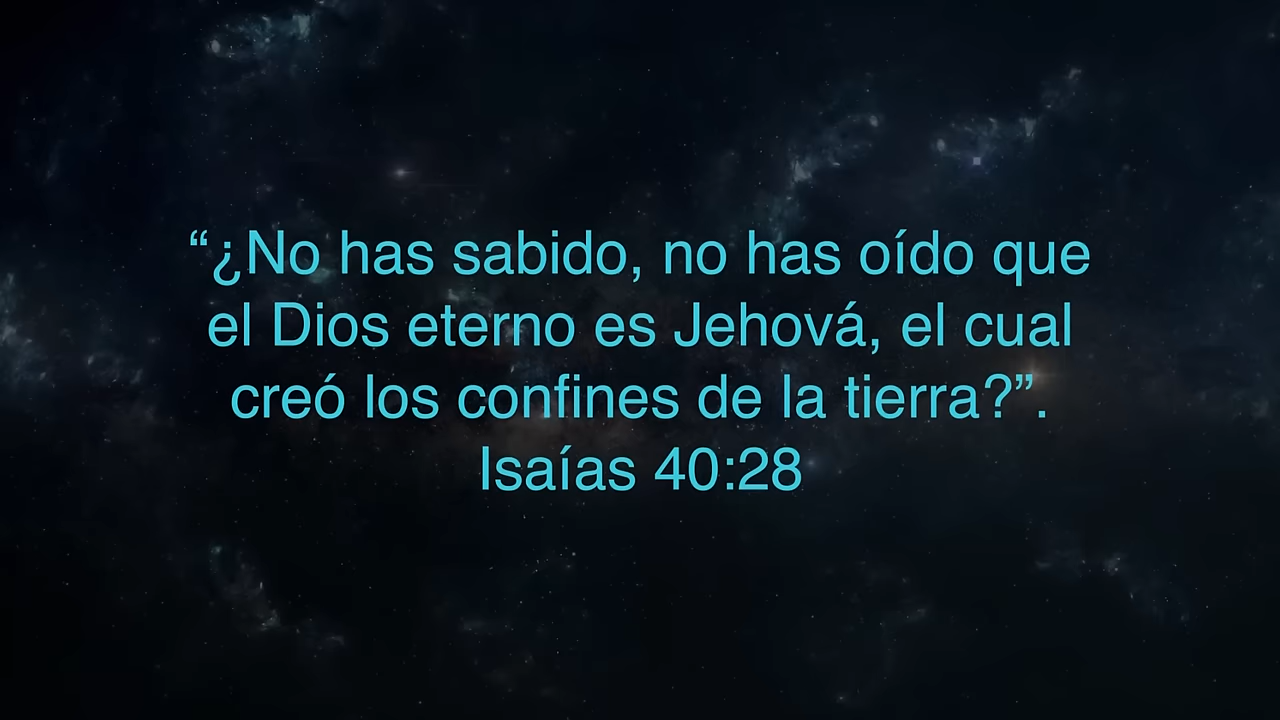 “¿No has sabido, no has oído que
el Dios eterno es Jehová, el cual
creó los confines de la tierra?”.
Isaías 40:28